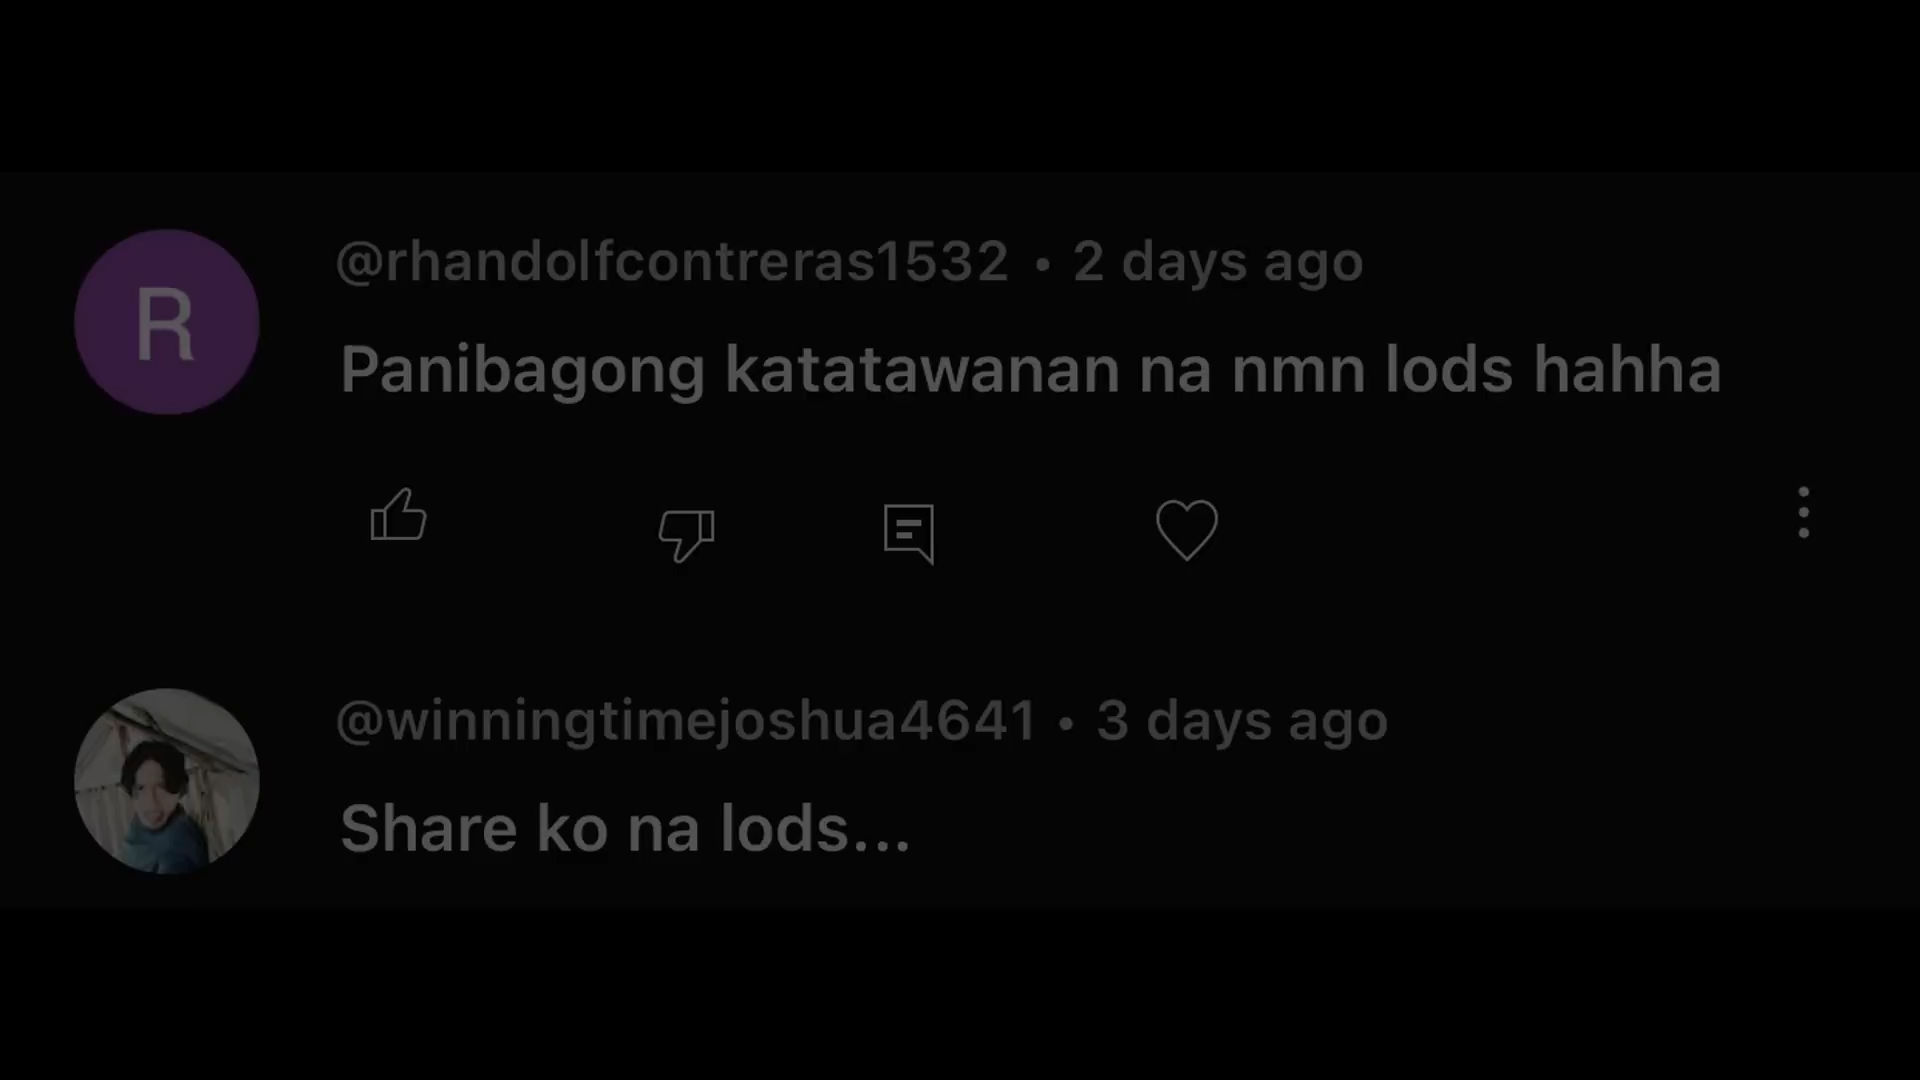 R
@rhandolfcontreras1532 • 2 days ago
Panibagong katatawanan na nmn lods hahha
@winningtimejoshua4641 • 3 days ago
Share ko na lods...